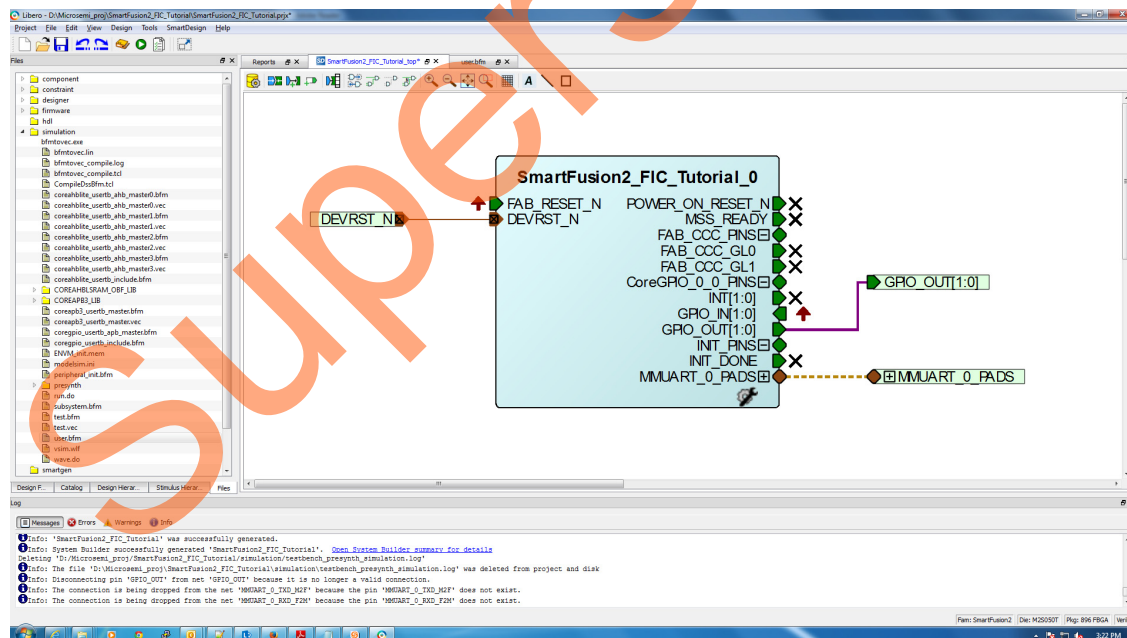 Libero - D:\Microsemi_proj\SmartFusion2_FIC_Tutorial\SmartFusion2_FIC_Tutorial.prjx*
Project File Edit View Design Tools SmartDesign Help
Files
Reports
SmartFusion2_FIC_Tutorial_top*
user.bfm
component
constraint
designer
firmware
hdl
simulation
bfmtovec.exe
bfmtovec.lin
bfmtovec_compile.log
bfmtovec_compile.tcl
CompileDssBfm.tcl
coreahblite_usertb_ahb_master0.bfm
coreahblite_usertb_ahb_master0.vec
coreahblite_usertb_ahb_master1.bfm
coreahblite_usertb_ahb_master1.vec
coreahblite_usertb_ahb_master2.bfm
coreahblite_usertb_ahb_master2.vec
coreahblite_usertb_ahb_master3.bfm
coreahblite_usertb_ahb_master3.vec
coreahblite_usertb_include.bfm
COREAHBLSRAM_OBF_LIB
COREAPB3_LIB
coreapb3_usertb_master.bfm
coreapb3_usertb_master.vec
coregpio_usertb_apb_master.bfm
coregpio_usertb_include.bfm
ENVM_init.mem
modelsim.ini
peripheral_init.bfm
presynth
run.do
subsystem.bfm
test.bfm
test.vec
user.bfm
vsim.wlf
wave.do
smartgen
Design F... Catalog Design Hierar... Stimulus Hierar... Files
SmartFusion2_FIC_Tutorial_0
DEVRST_N
FAB_RESET_N
DEVRST_N
POWER_ON_RESET_N
MSS_READY
FAB_CCC_PINS
FAB_CCC_GL0
FAB_CCC_GL1
CoreGPIO_0_0_PINS
INT[1:0]
GPIO_IN[1:0]
GPIO_OUT[1:0]
INIT_PINS
INIT_DONE
MMUART_0_PADS
GPIO_OUT[1:0]
MMUART_0_PADS
Log
Messages Errors Warnings Info
Info: 'SmartFusion2_FIC_Tutorial' was successfully generated.
Info: System Builder successfully generated 'SmartFusion2_FIC_Tutorial'. Open System Builder summary for details
Deleting 'D:/Microsemi_proj/SmartFusion2_FIC_Tutorial/simulation/testbench_presynth_simulation.log'
Info: The file 'D:\Microsemi_proj\SmartFusion2_FIC_Tutorial\simulation\testbench_presynth_simulation.log' was deleted from project and disk
Info: Disconnecting pin 'GPIO_OUT' from net 'GPIO_OUT' because it is no longer a valid connection.
Info: The connection is being dropped from the net 'MMUART_0_TXD_M2F' because the pin 'MMUART_0_TXD_M2F' does not exist.
Info: The connection is being dropped from the net 'MMUART_0_RXD_F2M' because the pin 'MMUART_0_RXD_F2M' does not exist.
Fam: SmartFusion2 Die: M2S050T Pkg: 896 FBGA Veri
3:22 PM
Supers